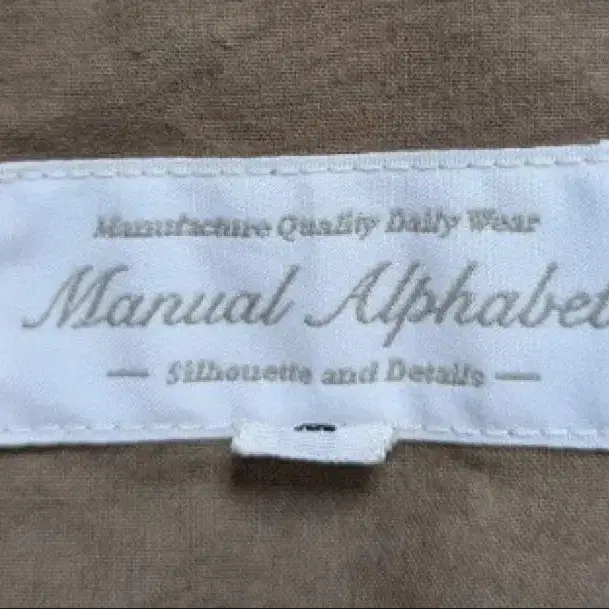 Manufacture Quality Daily Wear
Manual Alphabet
— Silhouette and Details —